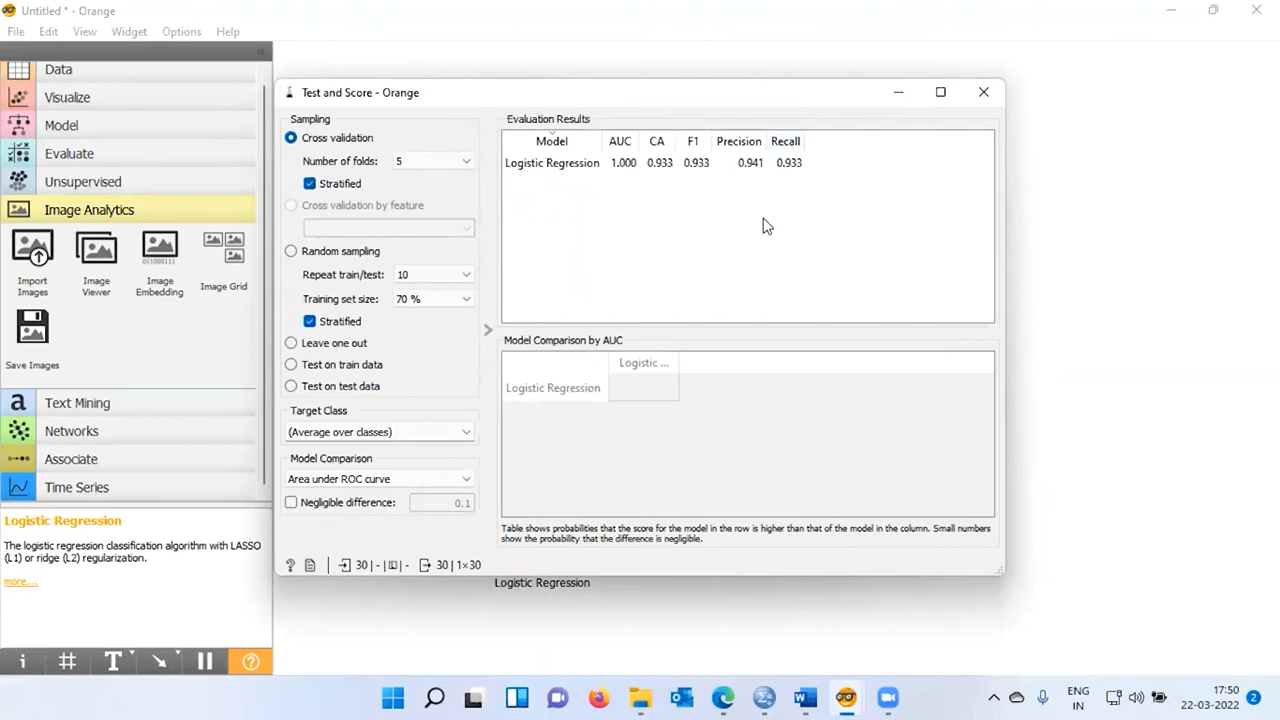 Untitled * - Orange
File Edit View Widget Options Help
Data
Visualize
Model
Evaluate
Unsupervised
Image Analytics
Import Images
Image Viewer
Image Embedding
Image Grid
Save Images
Text Mining
Networks
Associate
Time Series
Logistic Regression
The logistic regression classification algorithm with LASSO
(L1) or ridge (L2) regularization.
more...
Test and Score - Orange
Sampling
Cross validation
Number of folds: 5
Stratified
Cross validation by feature
Random sampling
Repeat train/test: 10
Training set size: 70 %
Stratified
Leave one out
Test on train data
Test on test data
Target Class
(Average over classes)
Model Comparison
Area under ROC curve
Negligible difference: 0.1
? 30 | - | - 30 | 1×30
Evaluation Results
Model AUC CA F1 Precision Recall
Logistic Regression 1.000 0.933 0.933 0.941 0.933
Model Comparison by AUC
Logistic ...
Logistic Regression
Table shows probabilities that the score for the model in the row is higher than that of the model in the column. Small numbers
show the probability that the difference is negligible.
Logistic Regression
ENG
IN
17:50
22-03-2022
2